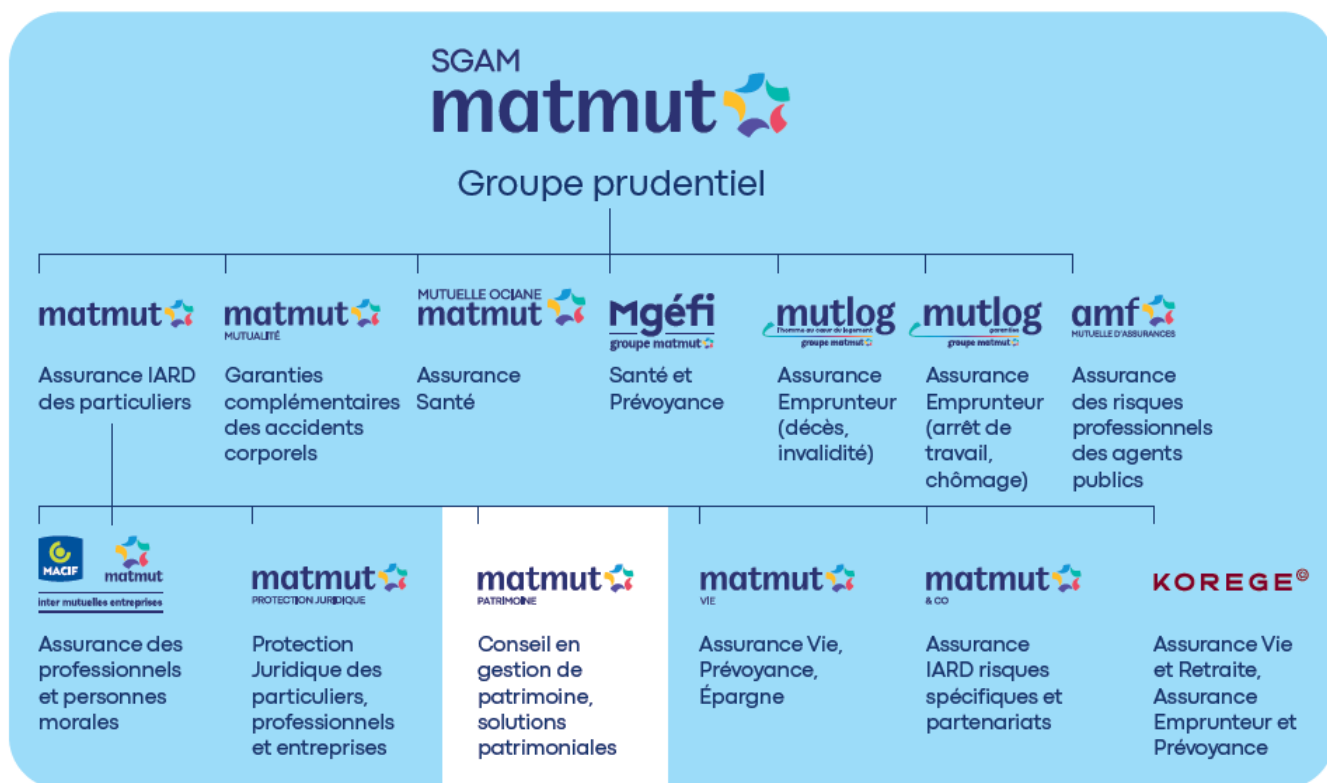 SGAM
matmut
Groupe prudentiel
matmut
Assurance IARD
des particuliers
matmut
MUTUALITÉ
Garanties
complémentaires
des accidents
corporels
MUTUELLE OCIANE
matmut
Assurance
Santé
Mgéfi
groupe matmut
Santé et
Prévoyance
mutlog
l'homme au cœur du logement
groupe matmut
Assurance
Emprunteur
(décès,
invalidité)
mutlog
garanties
groupe matmut
Assurance
Emprunteur
(arrêt de
travail,
chômage)
amf
MUTUELLE D'ASSURANCES
Assurance
des risques
professionnels
des agents
publics
MACIF
matmut
inter mutuelles entreprises
Assurance des
professionnels
et personnes
morales
matmut
PROTECTION JURIDIQUE
Protection
Juridique des
particuliers,
professionnels
et entreprises
matmut
PATRIMOINE
Conseil en
gestion de
patrimoine,
solutions
patrimoniales
matmut
VIE
Assurance Vie,
Prévoyance,
Épargne
matmut
& CO
Assurance
IARD risques
spécifiques et
partenariats
KOREGE
Assurance Vie
et Retraite,
Assurance
Emprunteur et
Prévoyance